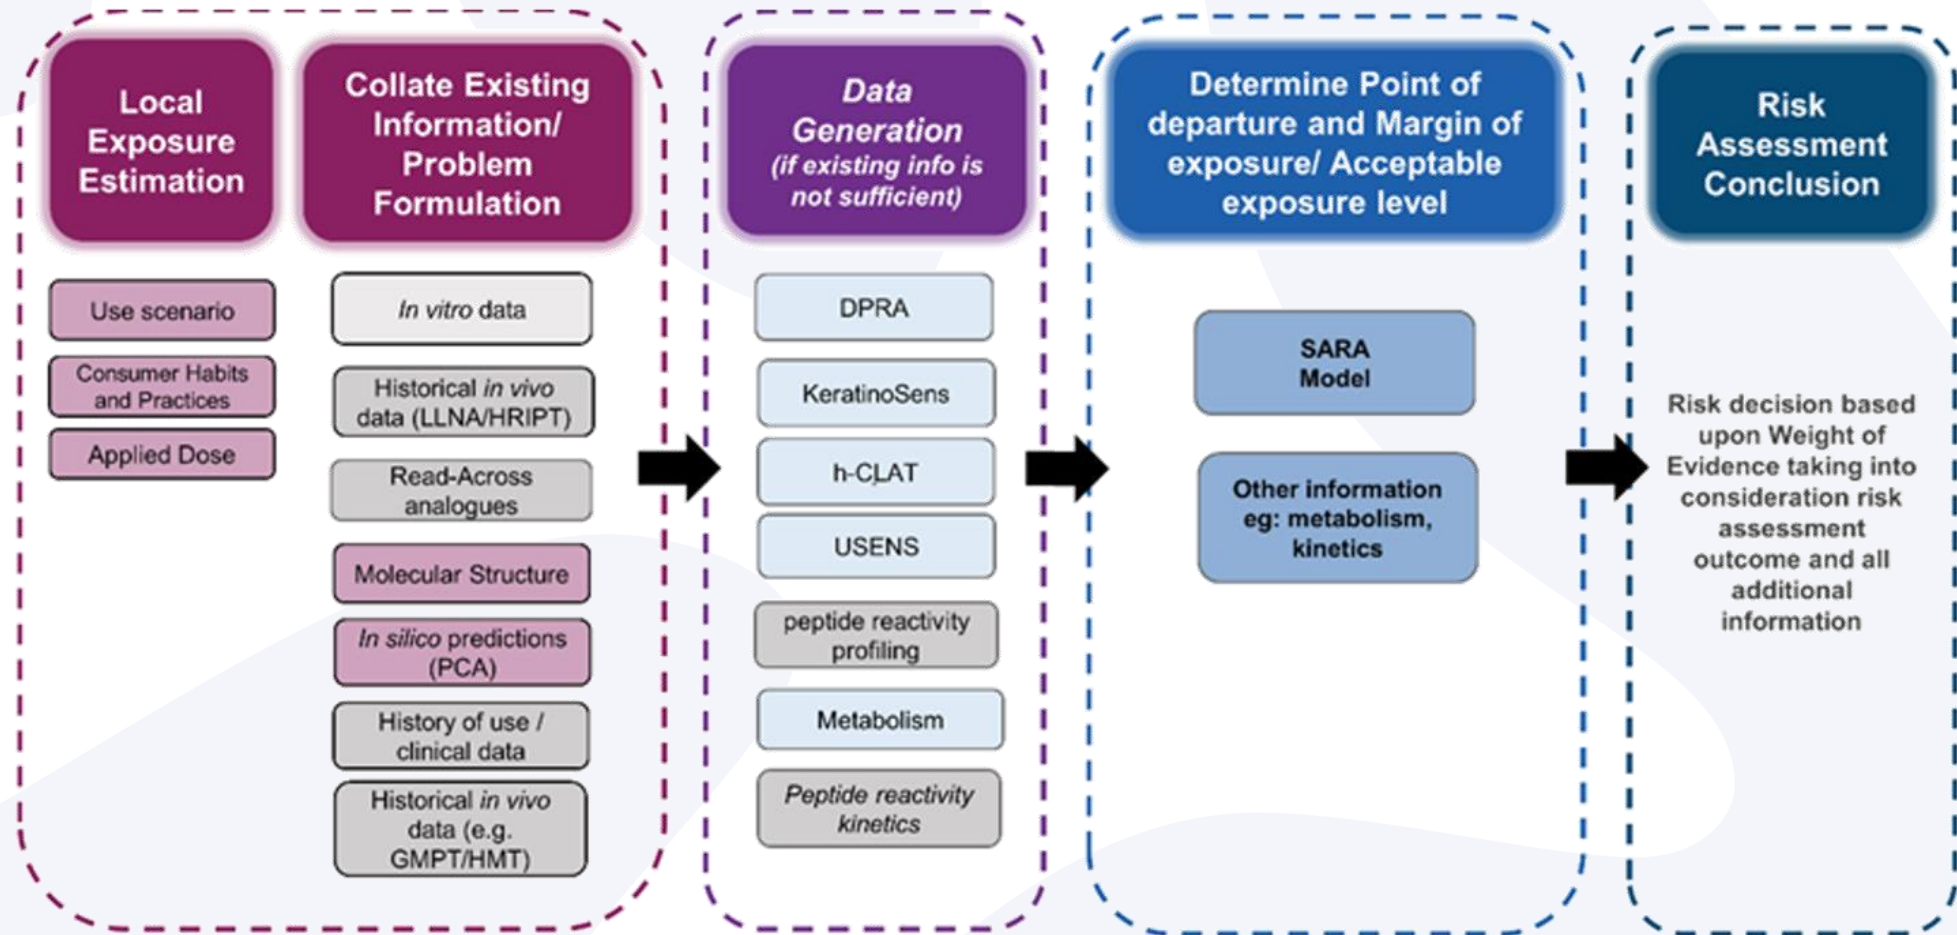 Local
Exposure
Estimation
Use scenario
Consumer Habits
and Practices
Applied Dose
Collate Existing
Information/
Problem
Formulation
In vitro data
Historical in vivo
data (LLNA/HRIPT)
Read-Across
analogues
Molecular Structure
In silico predictions
(PCA)
History of use /
clinical data
Historical in vivo
data (e.g.
GMPT/HMT)
Data
Generation
(if existing info is
not sufficient)
DPRA
KeratinoSens
h-CLAT
USENS
peptide reactivity
profiling
Metabolism
Peptide reactivity
kinetics
Determine Point of
departure and Margin of
exposure/ Acceptable
exposure level
SARA
Model
Other information
eg: metabolism,
kinetics
Risk
Assessment
Conclusion
Risk decision based
upon Weight of
Evidence taking into
consideration risk
assessment
outcome and all
additional
information